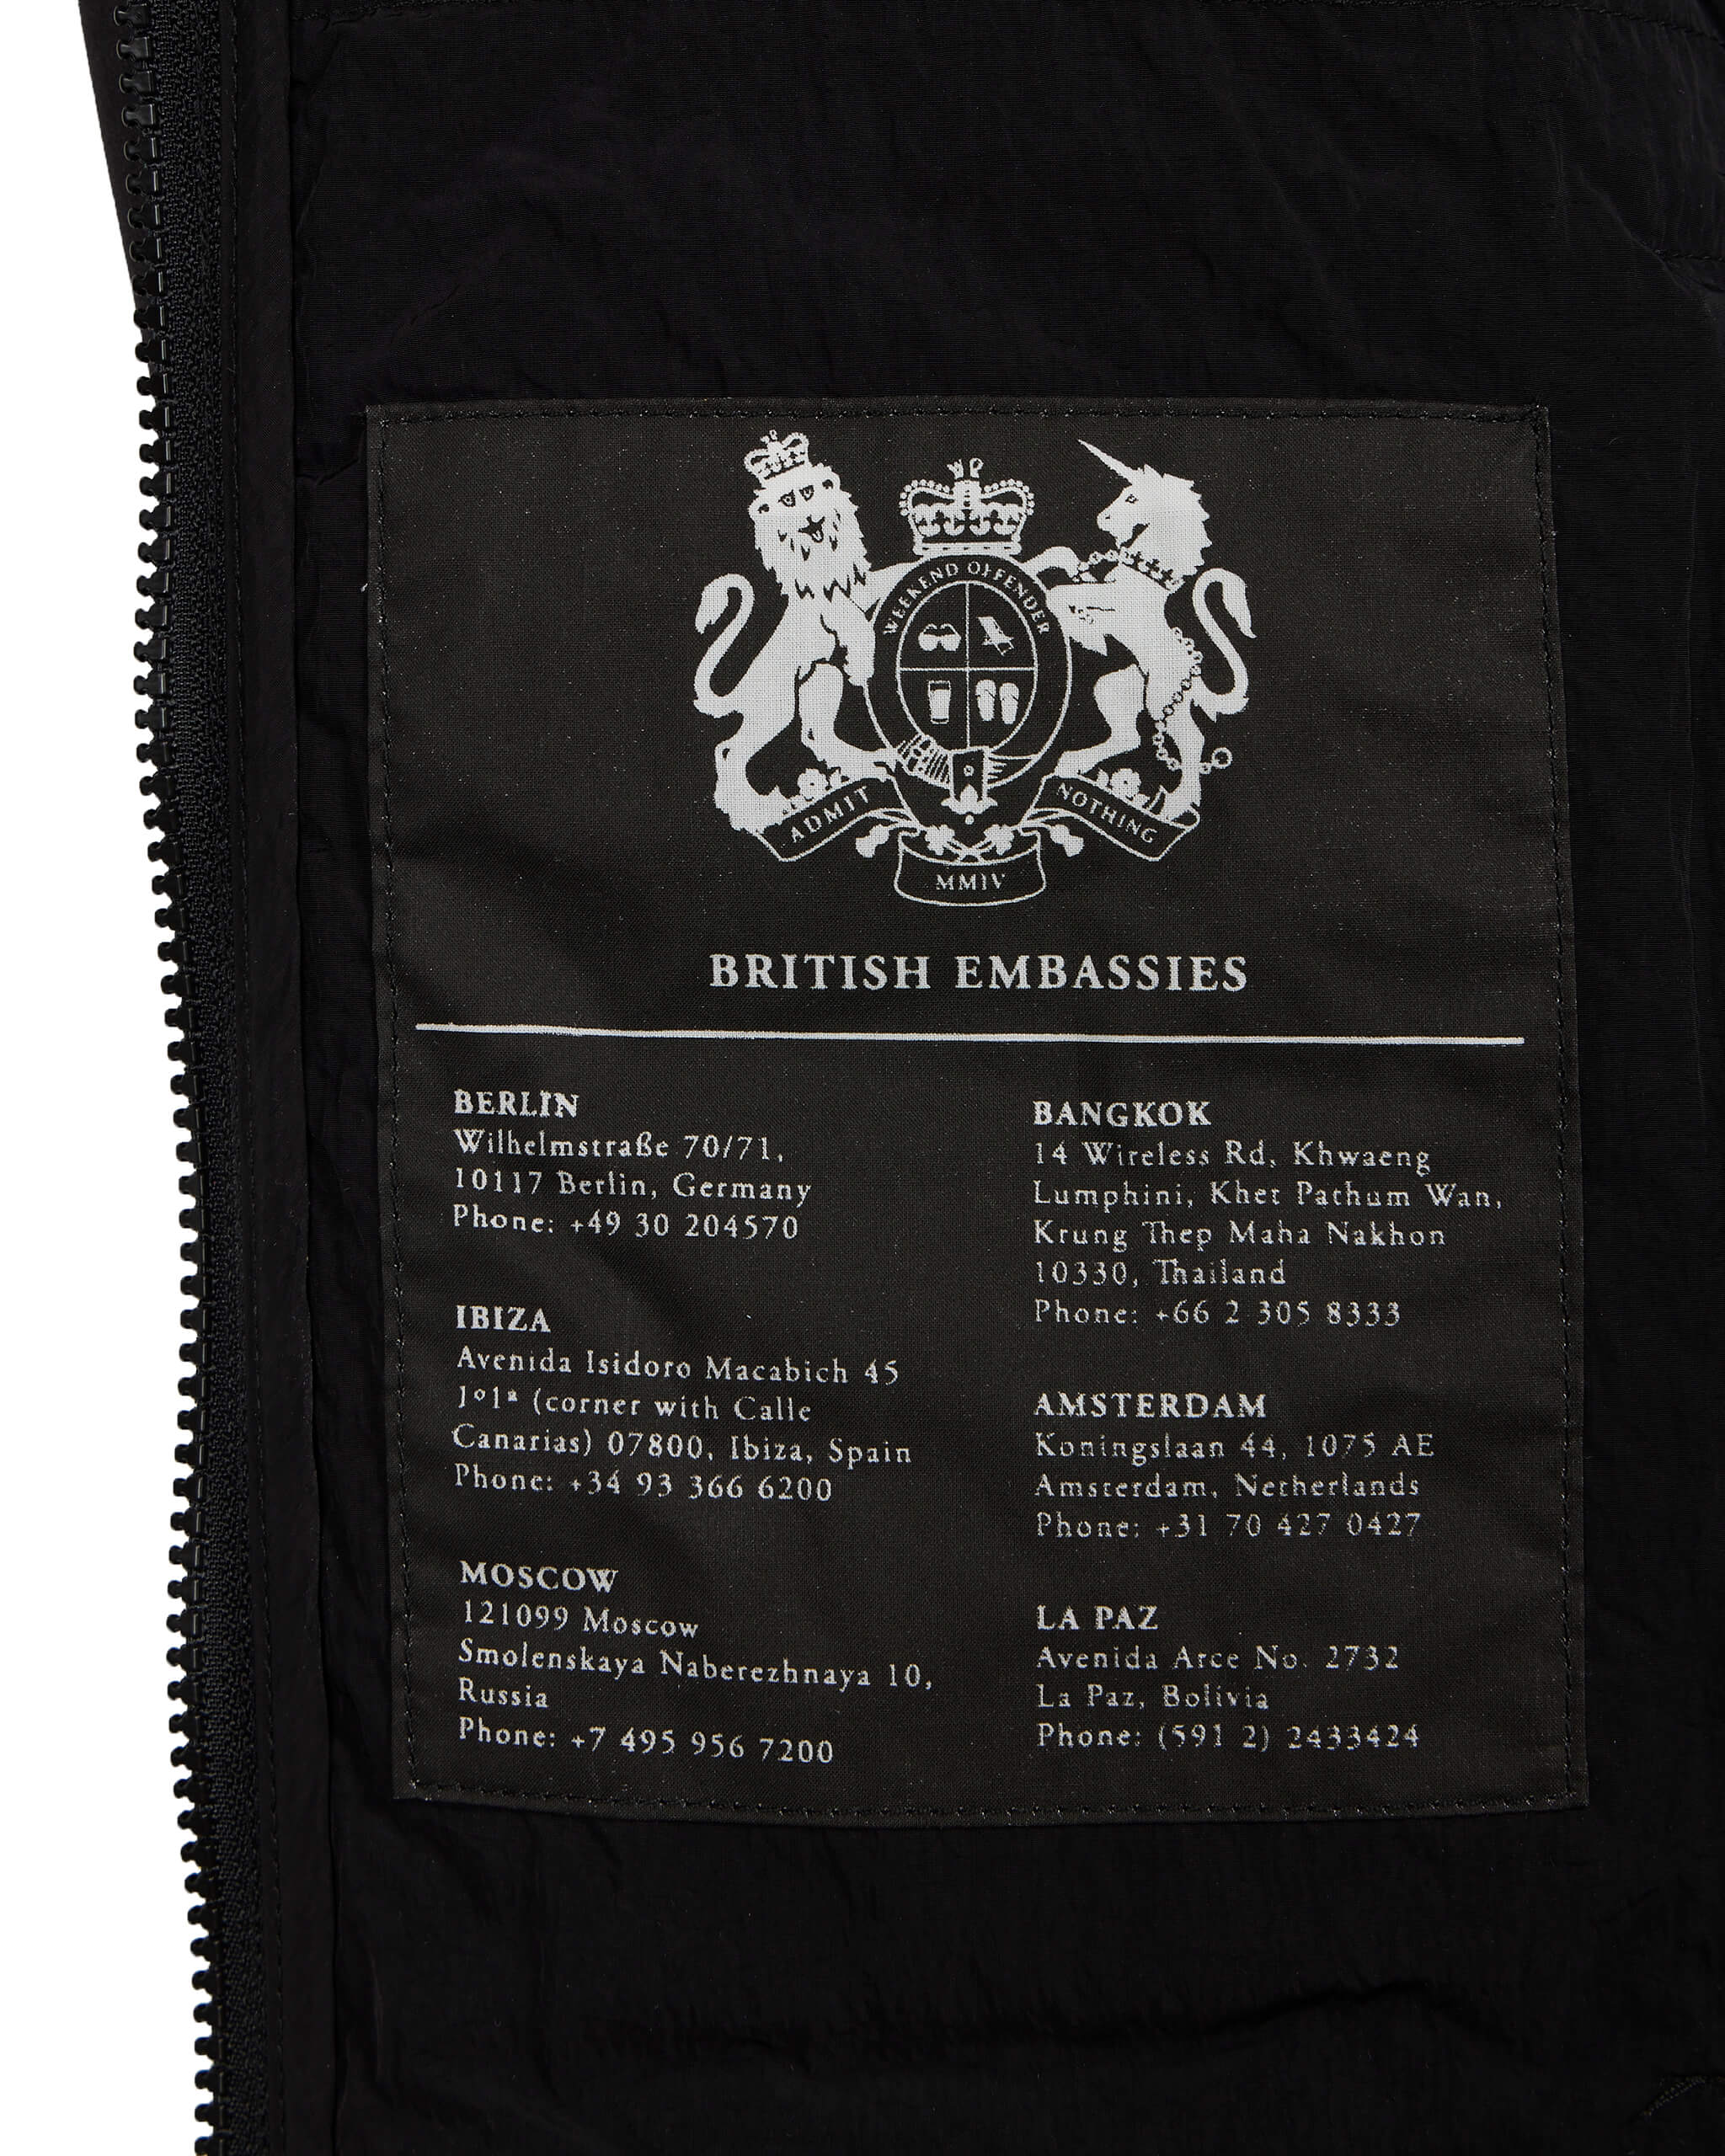 WEEKEND OFFENDER
ADMIT
NOTHING
MMIV
BRITISH EMBASSIES
BERLIN
Wilhelmstraße 70/71,
10117 Berlin, Germany
Phone: +49 30 204570
IBIZA
Avenida Isidoro Macabich 45
1º1ª (corner with Calle
Canarias) 07800, Ibiza, Spain
Phone: +34 93 366 6200
MOSCOW
121099 Moscow
Smolenskaya Naberezhnaya 10,
Russia
Phone: +7 495 956 7200
BANGKOK
14 Wireless Rd, Khwaeng
Lumphini, Khet Pathum Wan,
Krung Thep Maha Nakhon
10330, Thailand
Phone: +66 2 305 8333
AMSTERDAM
Koningslaan 44, 1075 AE
Amsterdam, Netherlands
Phone: +31 70 427 0427
LA PAZ
Avenida Arce No. 2732
La Paz, Bolivia
Phone: (591 2) 2433424